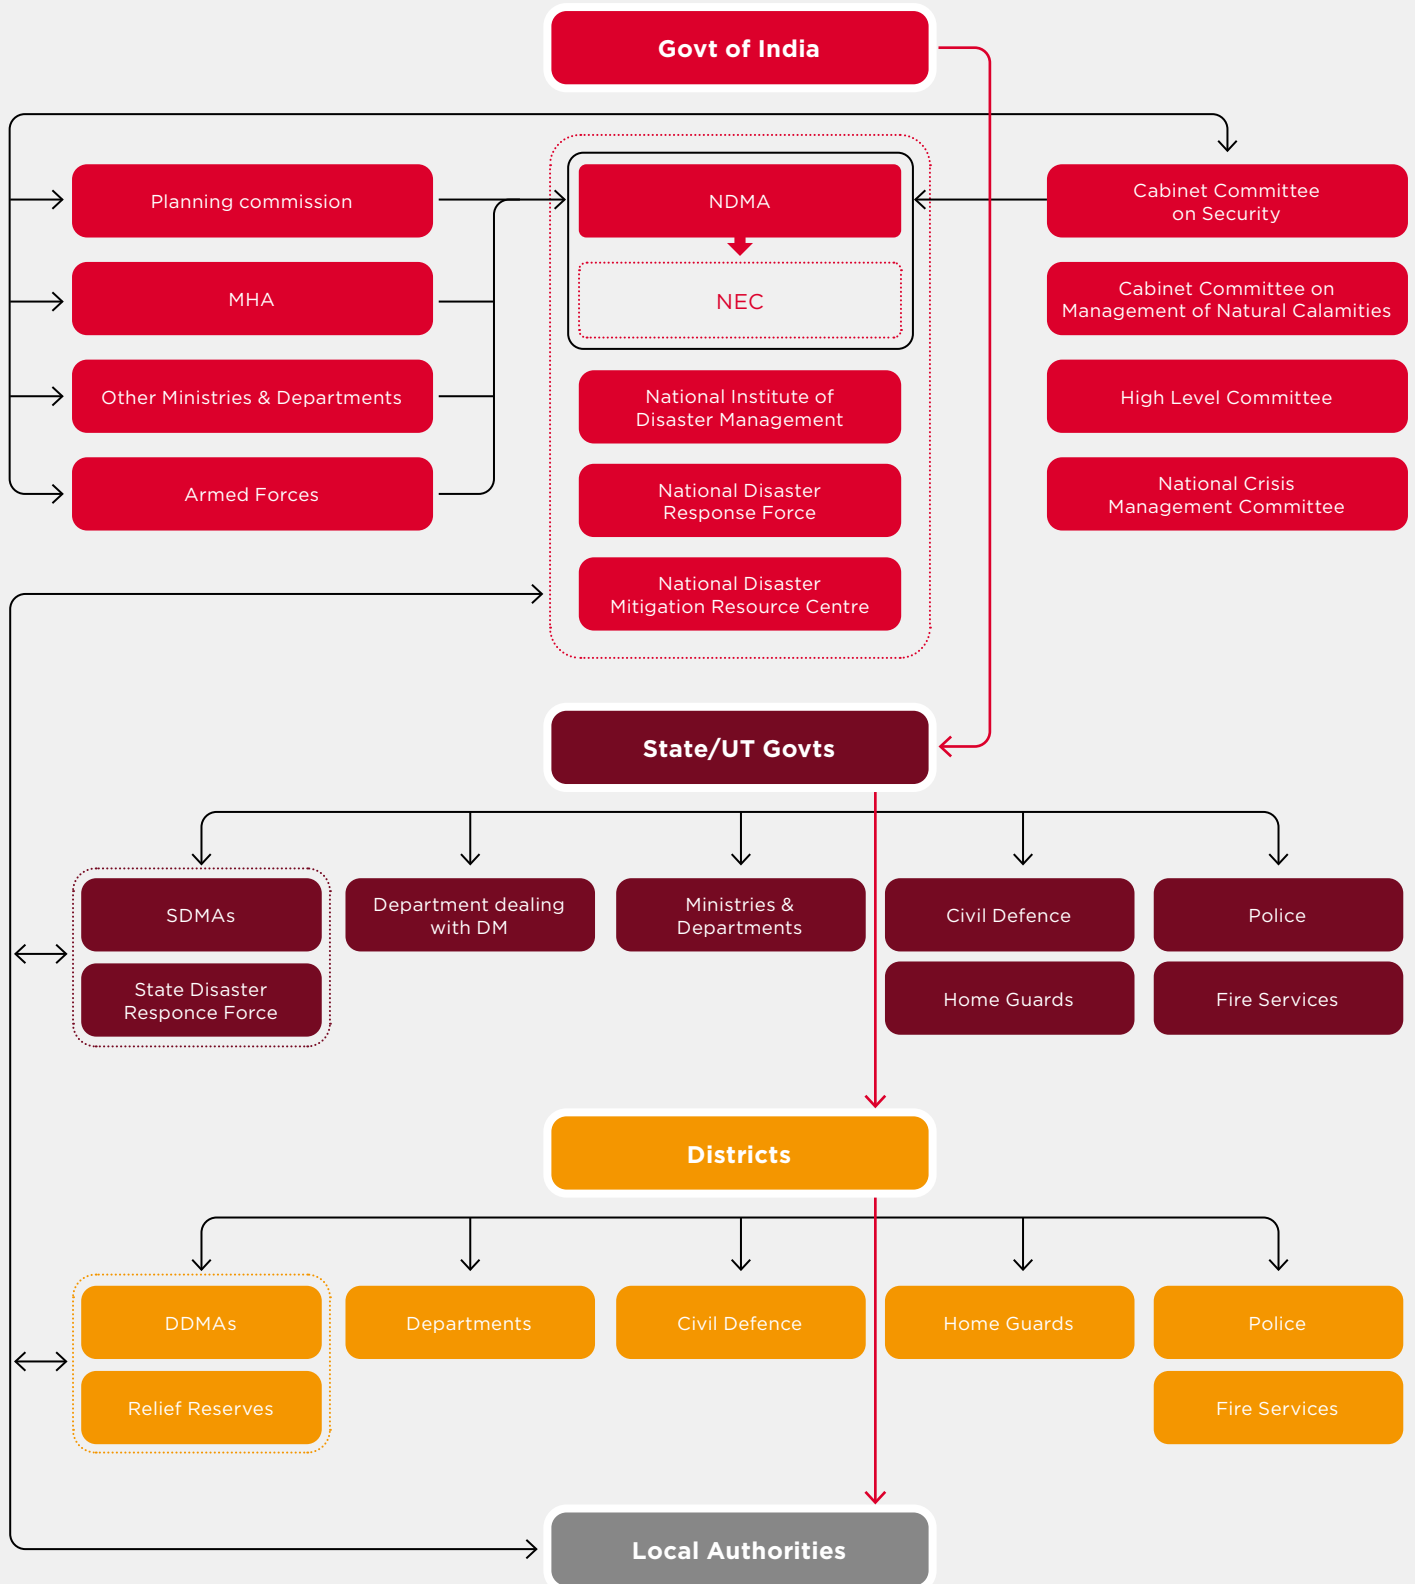 Govt of India
Planning commission
MHA
Other Ministries & Departments
Armed Forces
NDMA
NEC
National Institute of
Disaster Management
National Disaster
Response Force
National Disaster
Mitigation Resource Centre
Cabinet Committee
on Security
Cabinet Committee on
Management of Natural Calamities
High Level Committee
National Crisis
Management Committee
State/UT Govts
SDMAs
State Disaster
Responce Force
Department dealing
with DM
Ministries &
Departments
Civil Defence
Home Guards
Police
Fire Services
Districts
DDMAs
Relief Reserves
Departments
Civil Defence
Home Guards
Police
Fire Services
Local Authorities